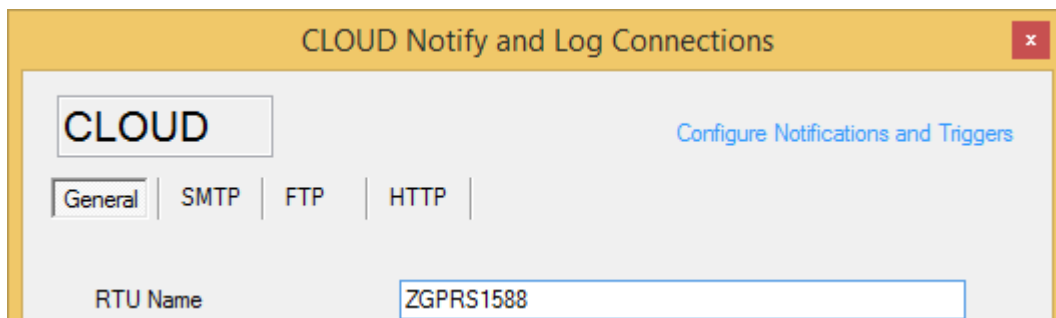 CLOUD Notify and Log Connections
x
CLOUD
Configure Notifications and Triggers
General SMTP FTP HTTP
RTU Name ZGPRS1588